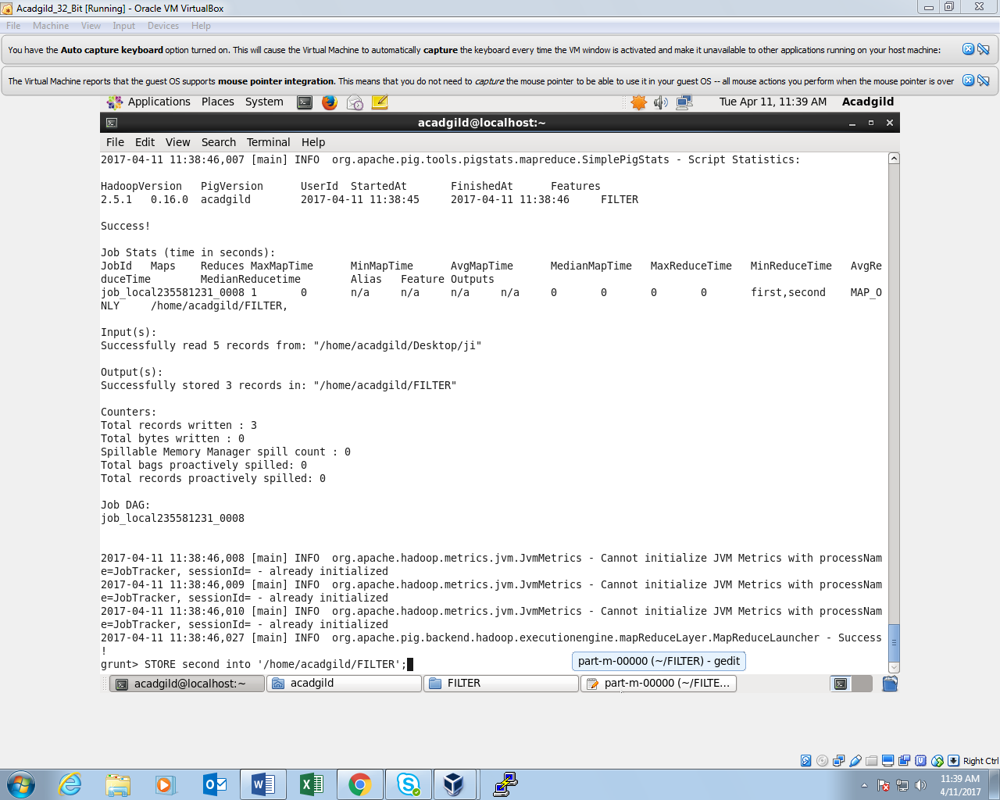 Acadgild_32_Bit [Running] - Oracle VM VirtualBox
File Machine View Input Devices Help
You have the Auto capture keyboard option turned on. This will cause the Virtual Machine to automatically capture the keyboard every time the VM window is activated and make it unavailable to other applications running on your host machine:
The Virtual Machine reports that the guest OS supports mouse pointer integration. This means that you do not need to capture the mouse pointer to be able to use it in your guest OS -- all mouse actions you perform when the mouse pointer is over
Applications Places System Tue Apr 11, 11:39 AM Acadgild
acadgild@localhost:~
File Edit View Search Terminal Help
2017-04-11 11:38:46,007 [main] INFO  org.apache.pig.tools.pigstats.mapreduce.SimplePigStats - Script Statistics:
HadoopVersion PigVersion UserId StartedAt FinishedAt Features
2.5.1 0.16.0 acadgild 2017-04-11 11:38:45 2017-04-11 11:38:46 FILTER
Success!
Job Stats (time in seconds):
JobId Maps Reduces MaxMapTime MinMapTime AvgMapTime MedianMapTime MaxReduceTime MinReduceTime AvgRe
duceTime MedianReducetime Alias Feature Outputs
job_local235581231_0008 1 0 n/a n/a n/a n/a 0 0 0 0 first,second MAP_O
NLY /home/acadgild/FILTER,
Input(s):
Successfully read 5 records from: "/home/acadgild/Desktop/ji"
Output(s):
Successfully stored 3 records in: "/home/acadgild/FILTER"
Counters:
Total records written : 3
Total bytes written : 0
Spillable Memory Manager spill count : 0
Total bags proactively spilled: 0
Total records proactively spilled: 0
Job DAG:
job_local235581231_0008
2017-04-11 11:38:46,008 [main] INFO  org.apache.hadoop.metrics.jvm.JvmMetrics - Cannot initialize JVM Metrics with processNam
e=JobTracker, sessionId= - already initialized
2017-04-11 11:38:46,009 [main] INFO  org.apache.hadoop.metrics.jvm.JvmMetrics - Cannot initialize JVM Metrics with processNam
e=JobTracker, sessionId= - already initialized
2017-04-11 11:38:46,010 [main] INFO  org.apache.hadoop.metrics.jvm.JvmMetrics - Cannot initialize JVM Metrics with processNam
e=JobTracker, sessionId= - already initialized
2017-04-11 11:38:46,027 [main] INFO  org.apache.pig.backend.hadoop.executionengine.mapReduceLayer.MapReduceLauncher - Success
!
grunt> STORE second into '/home/acadgild/FILTER';
part-m-00000 (~/FILTER) - gedit
acadgild@localhost:~ acadgild FILTER part-m-00000 (~/FILTE...
Right Ctrl
11:39 AM
4/11/2017